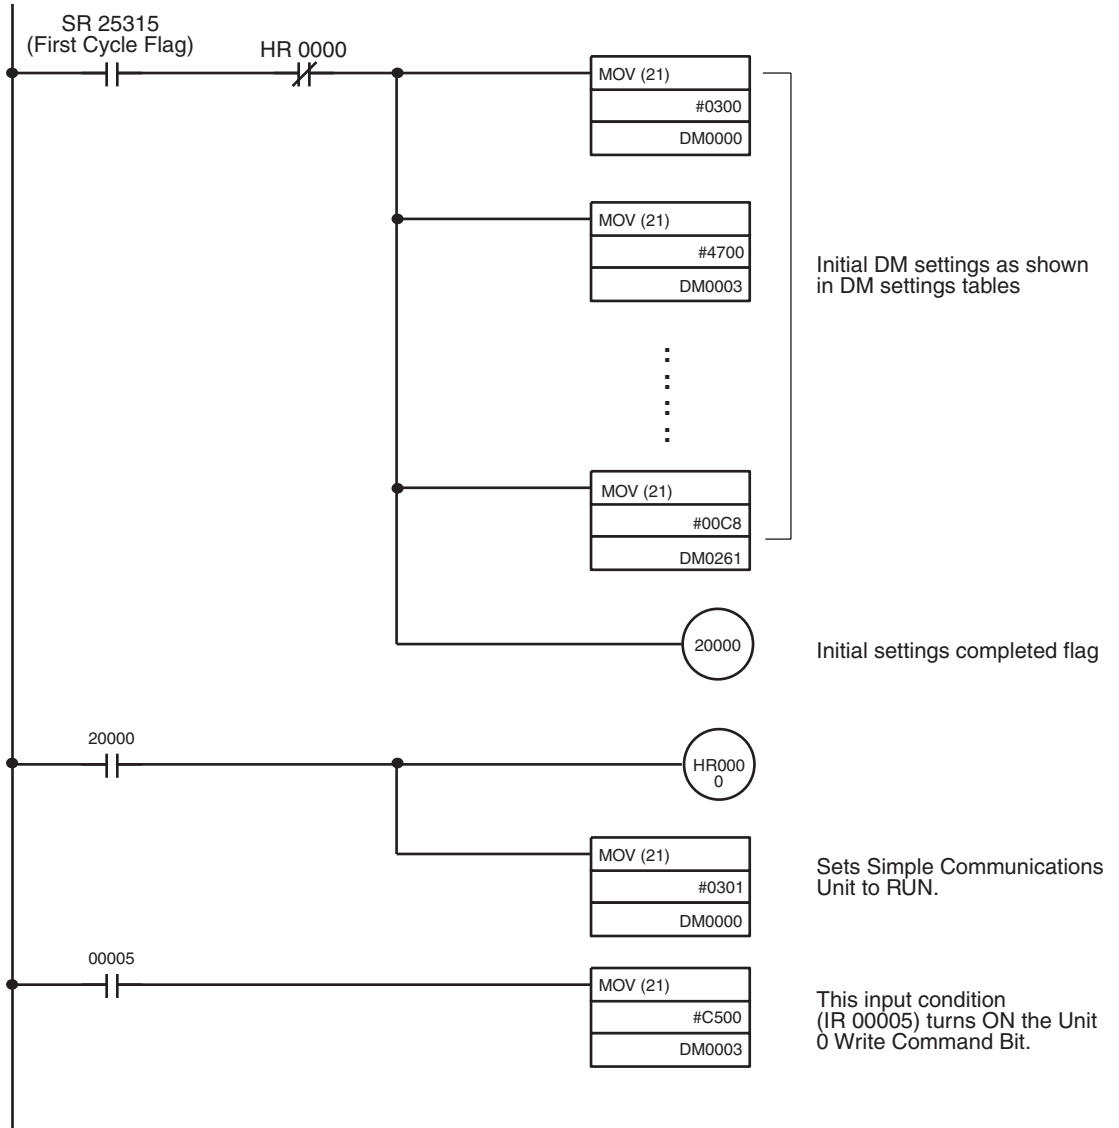 SR 25315
(First Cycle Flag)
HR 0000
MOV (21)
#0300
DM0000
MOV (21)
#4700
DM0003
Initial DM settings as shown
in DM settings tables
MOV (21)
#00C8
DM0261
20000
Initial settings completed flag
20000
HR000
0
MOV (21)
#0301
DM0000
Sets Simple Communications
Unit to RUN.
00005
MOV (21)
#C500
DM0003
This input condition
(IR 00005) turns ON the Unit
0 Write Command Bit.